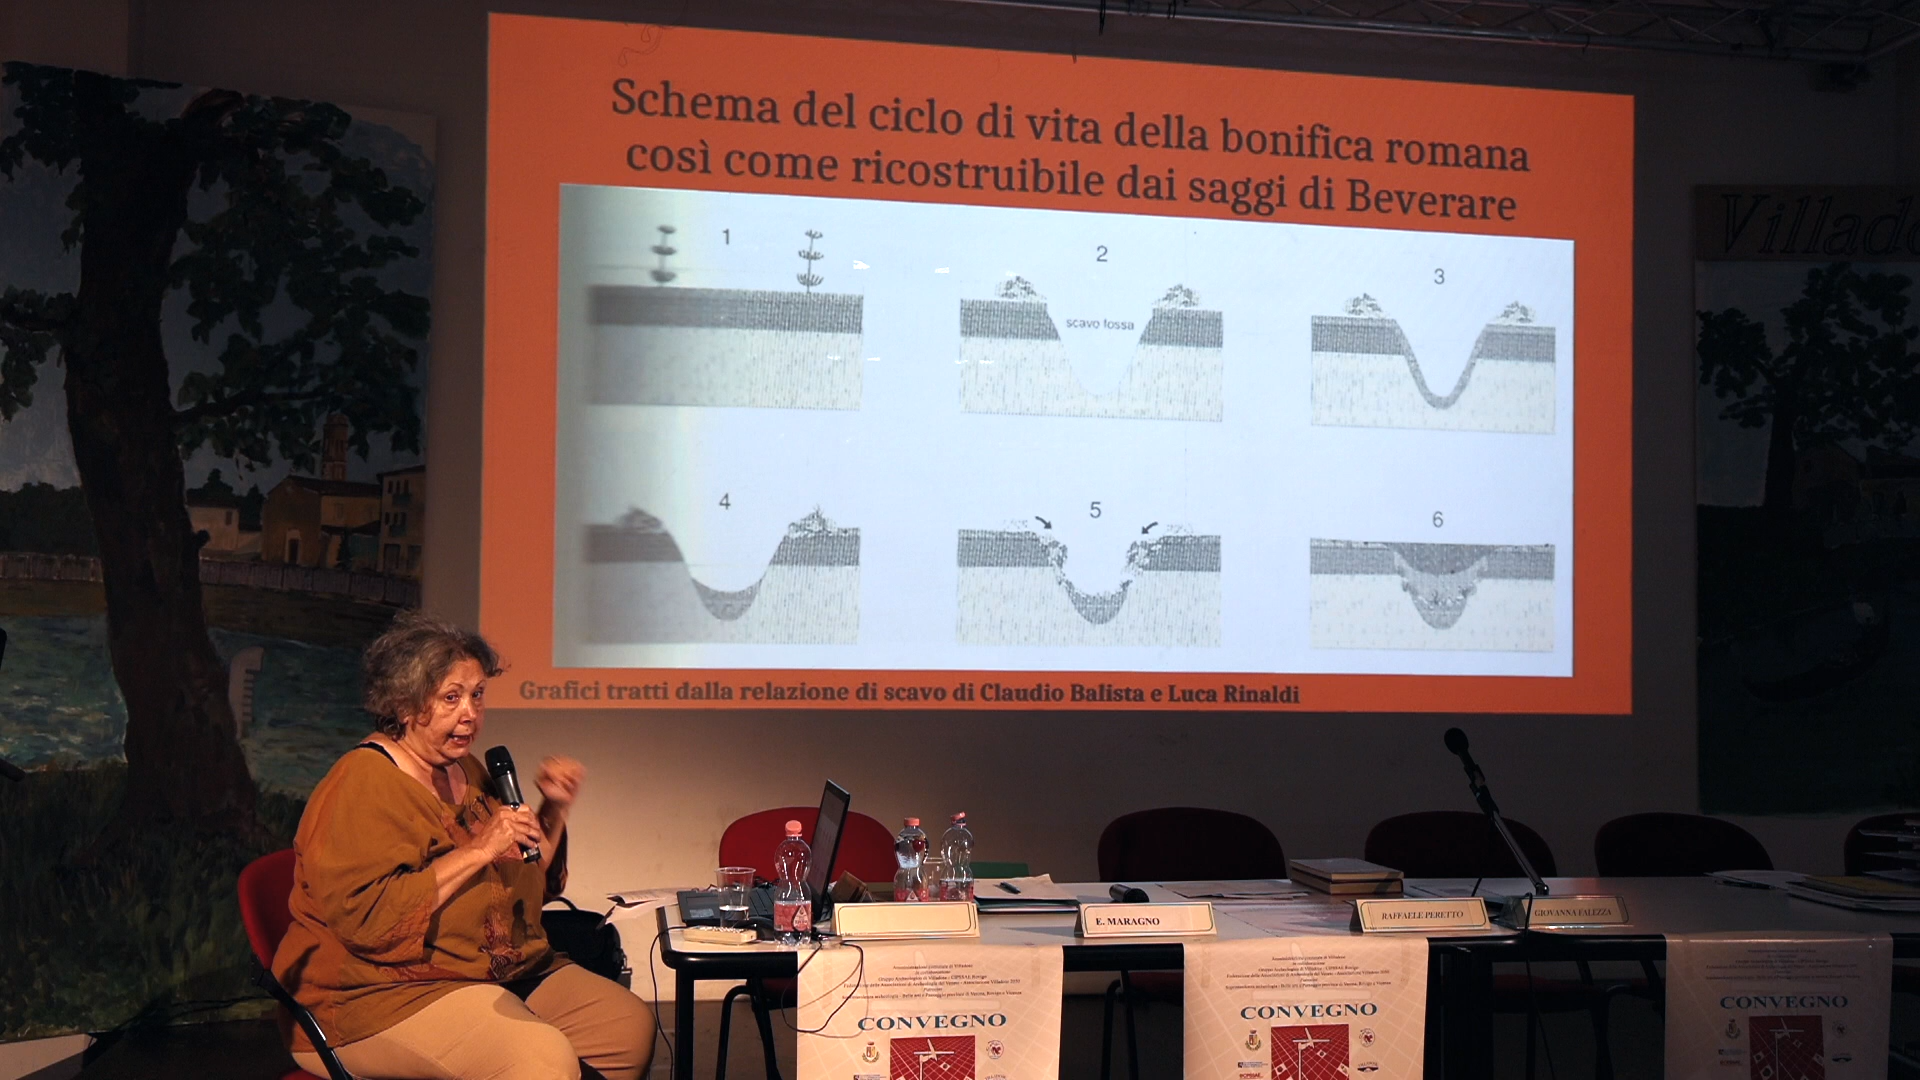 Schema del ciclo di vita della bonifica romana
così come ricostruibile dai saggi di Beverare
1
2
scavo fossa
3
4
5
6
Grafici tratti dalla relazione di scavo di Claudio Balista e Luca Rinaldi
Villado
E. MARAGNO
RAFFAELE PERETTO
GIOVANNA FALEZZA
CONVEGNO
CONVEGNO
CONVEGNO